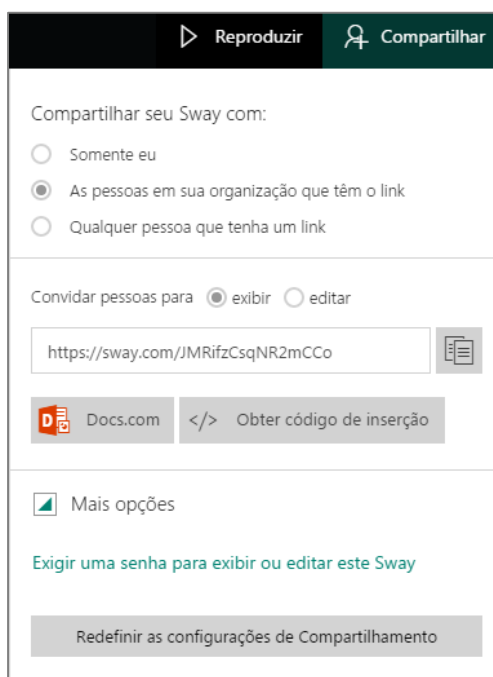 Reproduzir
Compartilhar
Compartilhar seu Sway com:
Somente eu
As pessoas em sua organização que têm o link
Qualquer pessoa que tenha um link
Convidar pessoas para exibir editar
https://sway.com/JMRifzCsqNR2mCCo
Docs.com
</> Obter código de inserção
Mais opções
Exigir uma senha para exibir ou editar este Sway
Redefinir as configurações de Compartilhamento